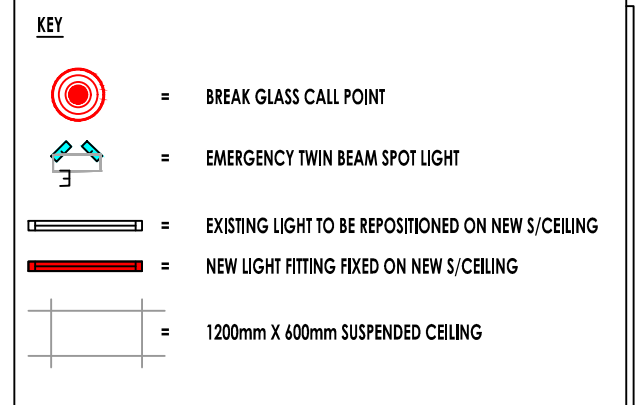 KEY
= BREAK GLASS CALL POINT
E = EMERGENCY TWIN BEAM SPOT LIGHT
= EXISTING LIGHT TO BE REPOSITIONED ON NEW S/CEILING
= NEW LIGHT FITTING FIXED ON NEW S/CEILING
= 1200mm X 600mm SUSPENDED CEILING